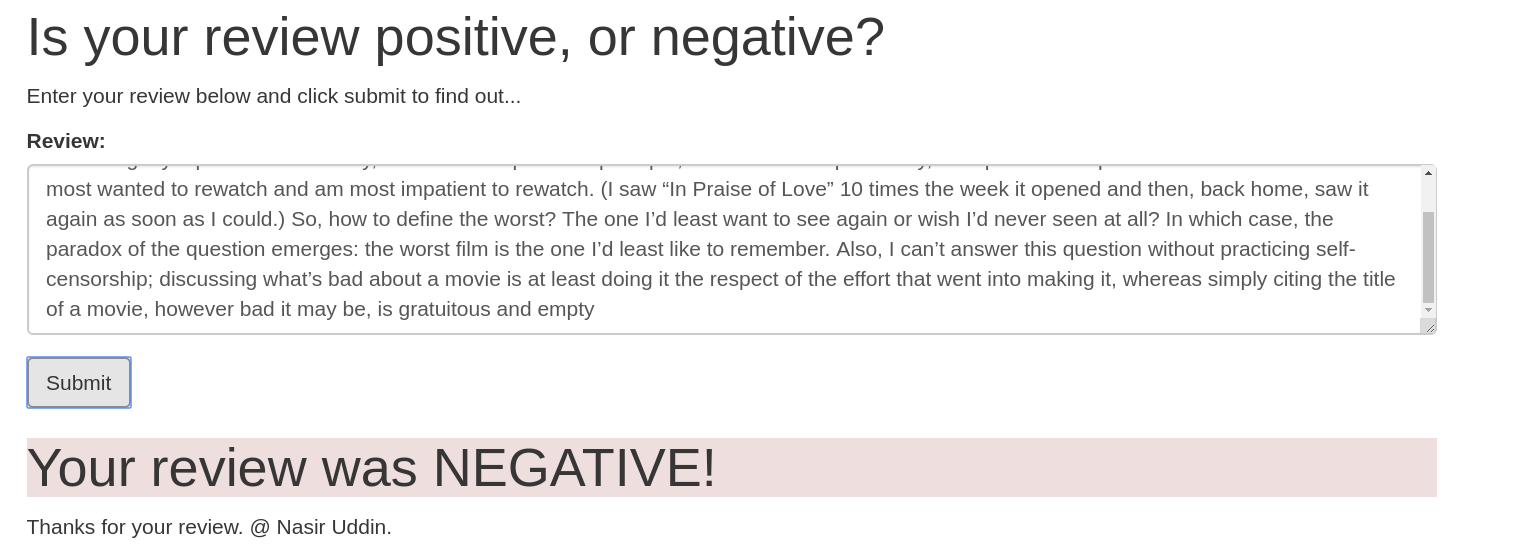 Is your review positive, or negative?
Enter your review below and click submit to find out...
Review:
most wanted to rewatch and am most impatient to rewatch. (I saw “In Praise of Love” 10 times the week it opened and then, back home, saw it
again as soon as I could.) So, how to define the worst? The one I’d least want to see again or wish I’d never seen at all? In which case, the
paradox of the question emerges: the worst film is the one I’d least like to remember. Also, I can’t answer this question without practicing self-
censorship; discussing what’s bad about a movie is at least doing it the respect of the effort that went into making it, whereas simply citing the title
of a movie, however bad it may be, is gratuitous and empty
Submit
Your review was NEGATIVE!
Thanks for your review. @ Nasir Uddin.